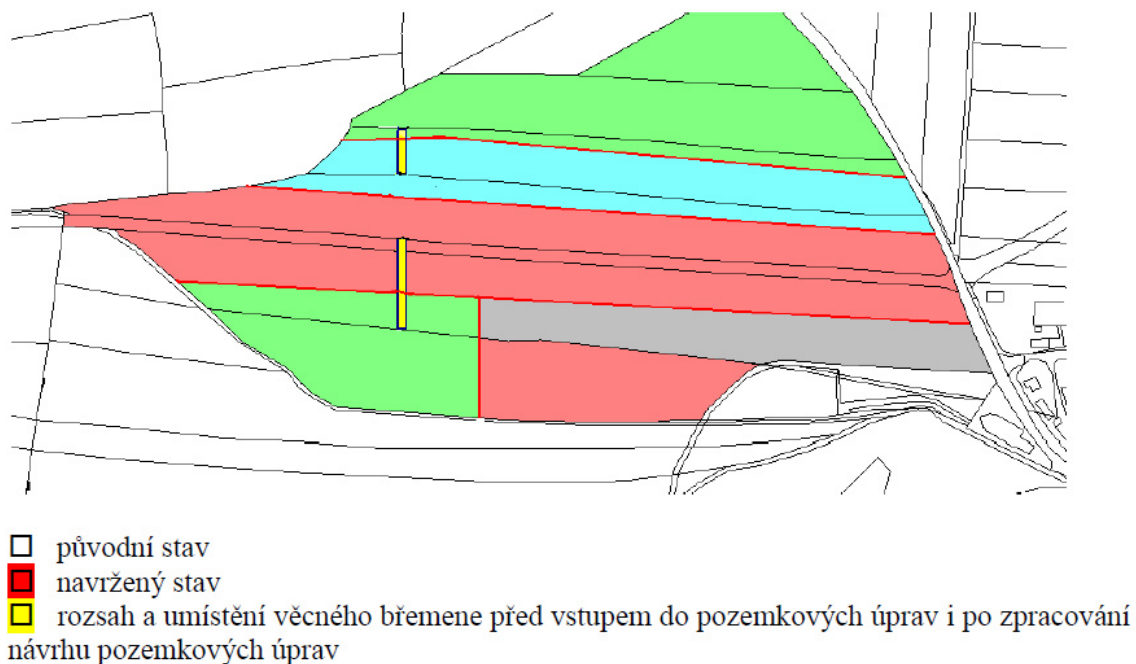 původní stav
navržený stav
rozsah a umístění věcného břemene před vstupem do pozemkových úprav i po zpracování
návrhu pozemkových úprav